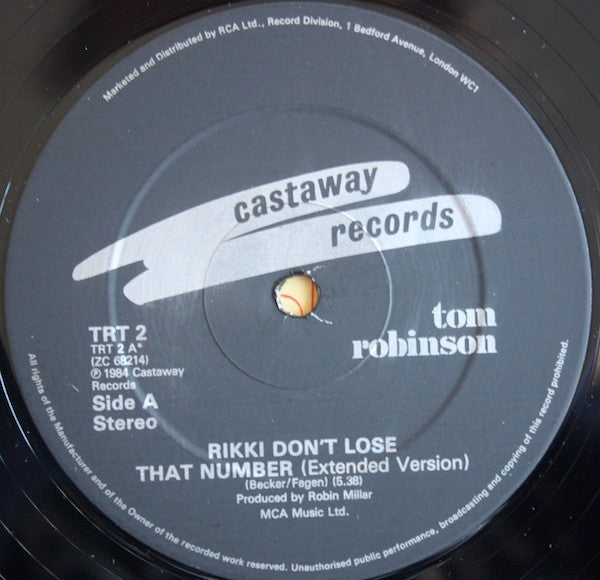 Marketed and Distributed by RCA Ltd., Record Division, 1 Bedford Avenue, London WC1
castaway
records
TRT 2
TRT 2 A°
(ZC 68214)
℗ 1984 Castaway
Records
Side A
Stereo
tom
robinson
RIKKI DON'T LOSE
THAT NUMBER (Extended Version)
(Becker/Fagen) (5.38)
Produced by Robin Millar
MCA Music Ltd.
All rights of the Manufacturer and of the Owner of the recorded work reserved. Unauthorised public performance, broadcasting and copying of this record prohibited.